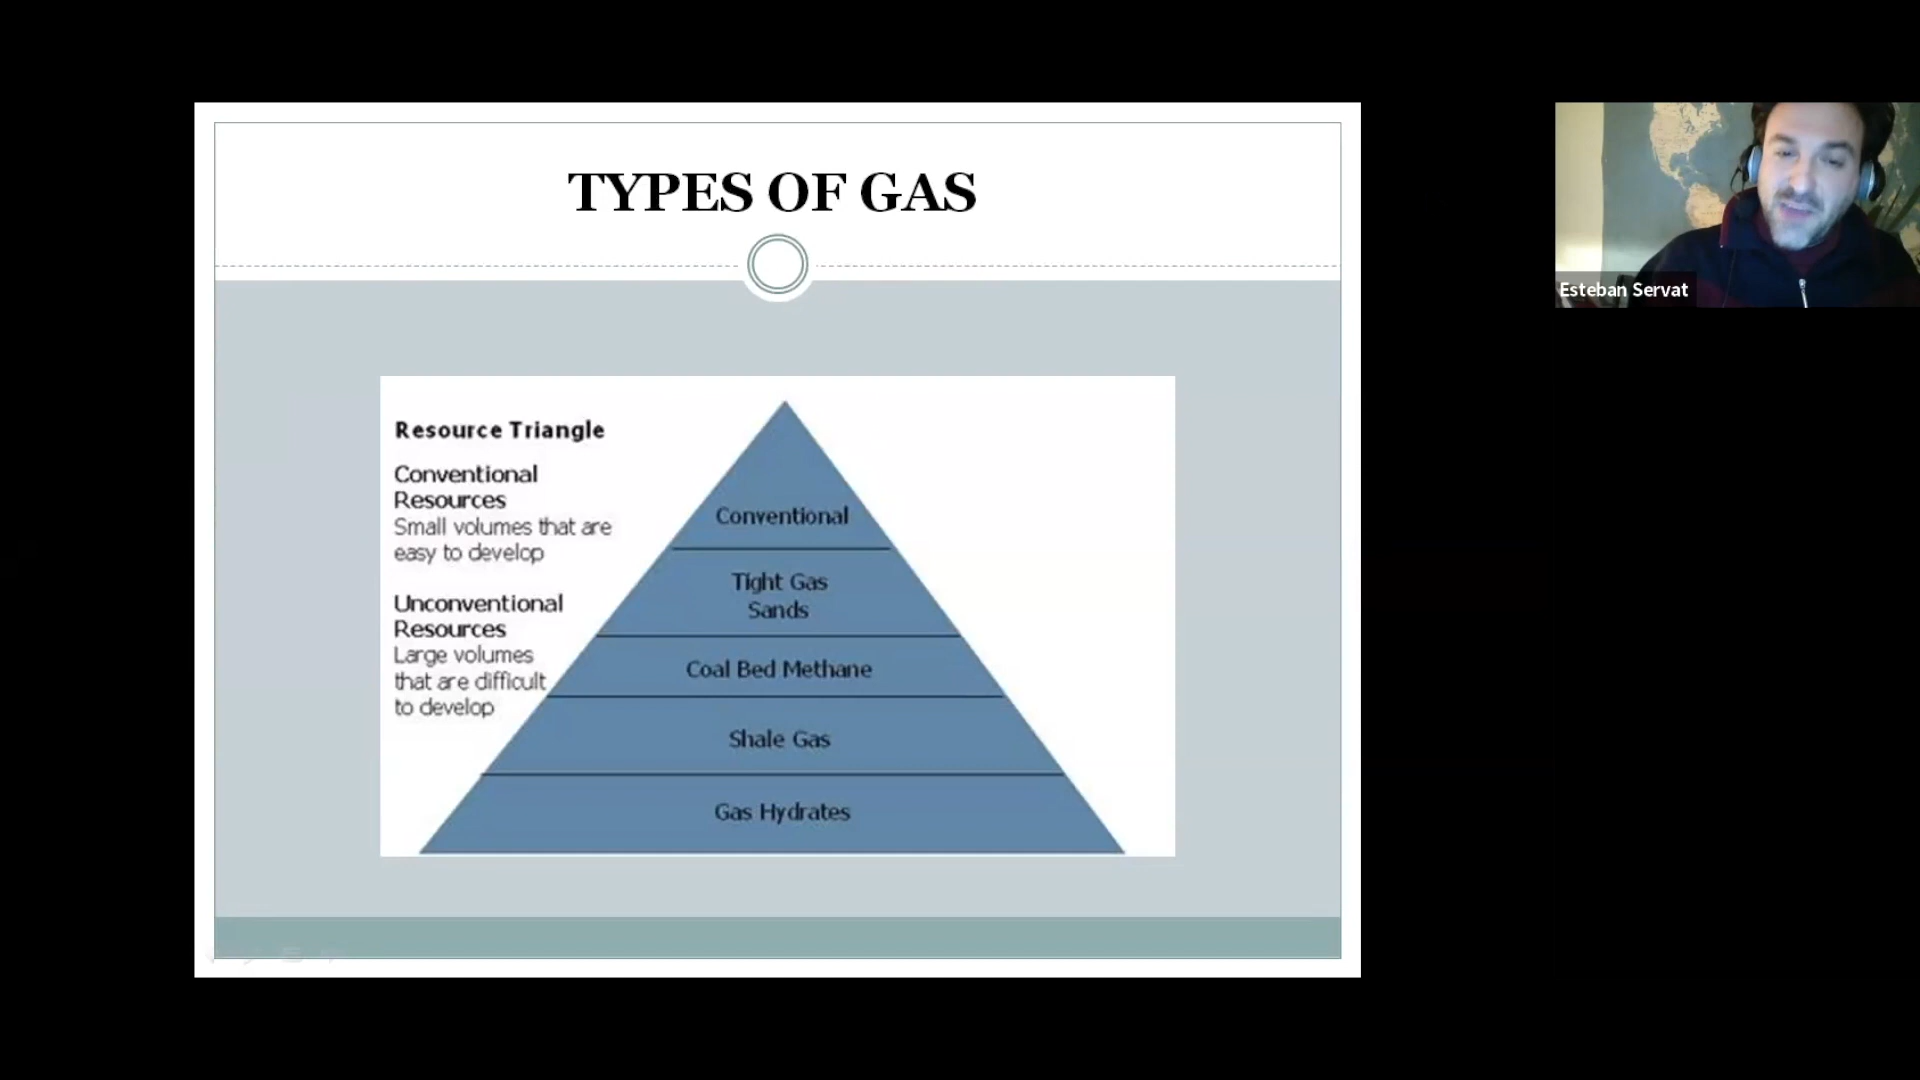 TYPES OF GAS
Resource Triangle
Conventional
Resources
Small volumes that are
easy to develop
Unconventional
Resources
Large volumes
that are difficult
to develop
Conventional
Tight Gas
Sands
Coal Bed Methane
Shale Gas
Gas Hydrates
Esteban Servat